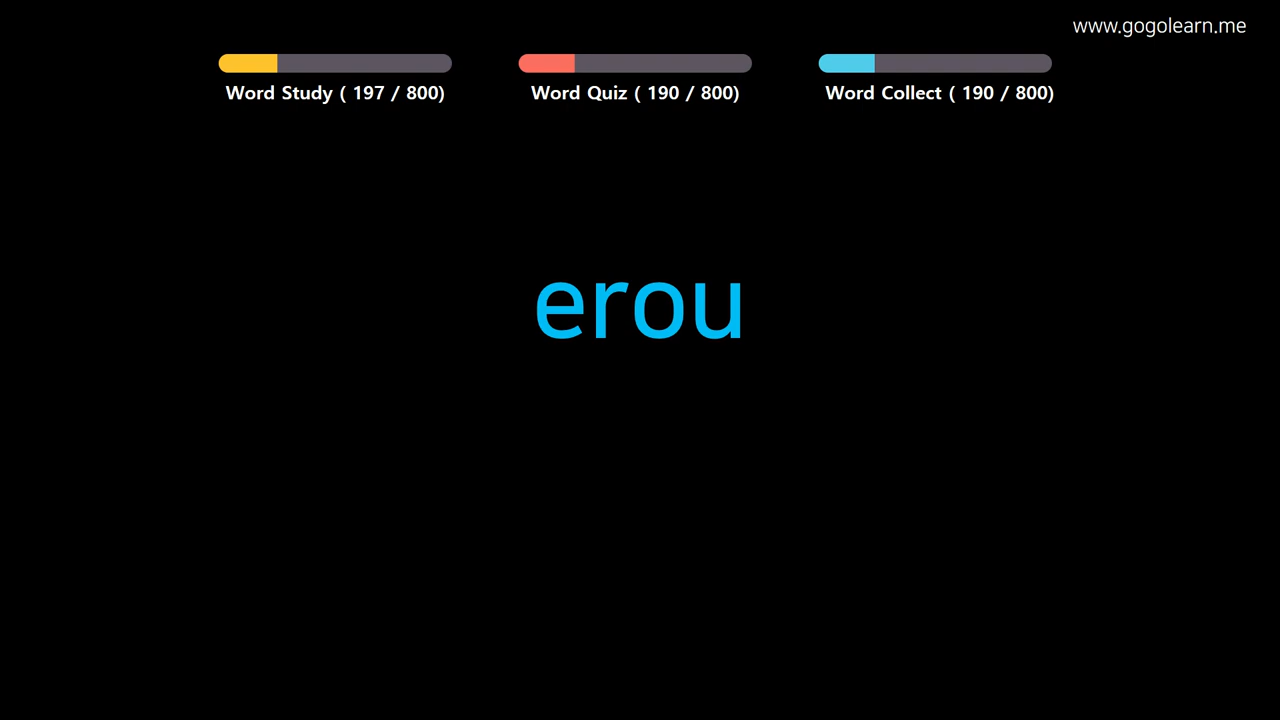 www.gogolearn.me
Word Study ( 197 / 800)
Word Quiz ( 190 / 800)
Word Collect ( 190 / 800)
erou